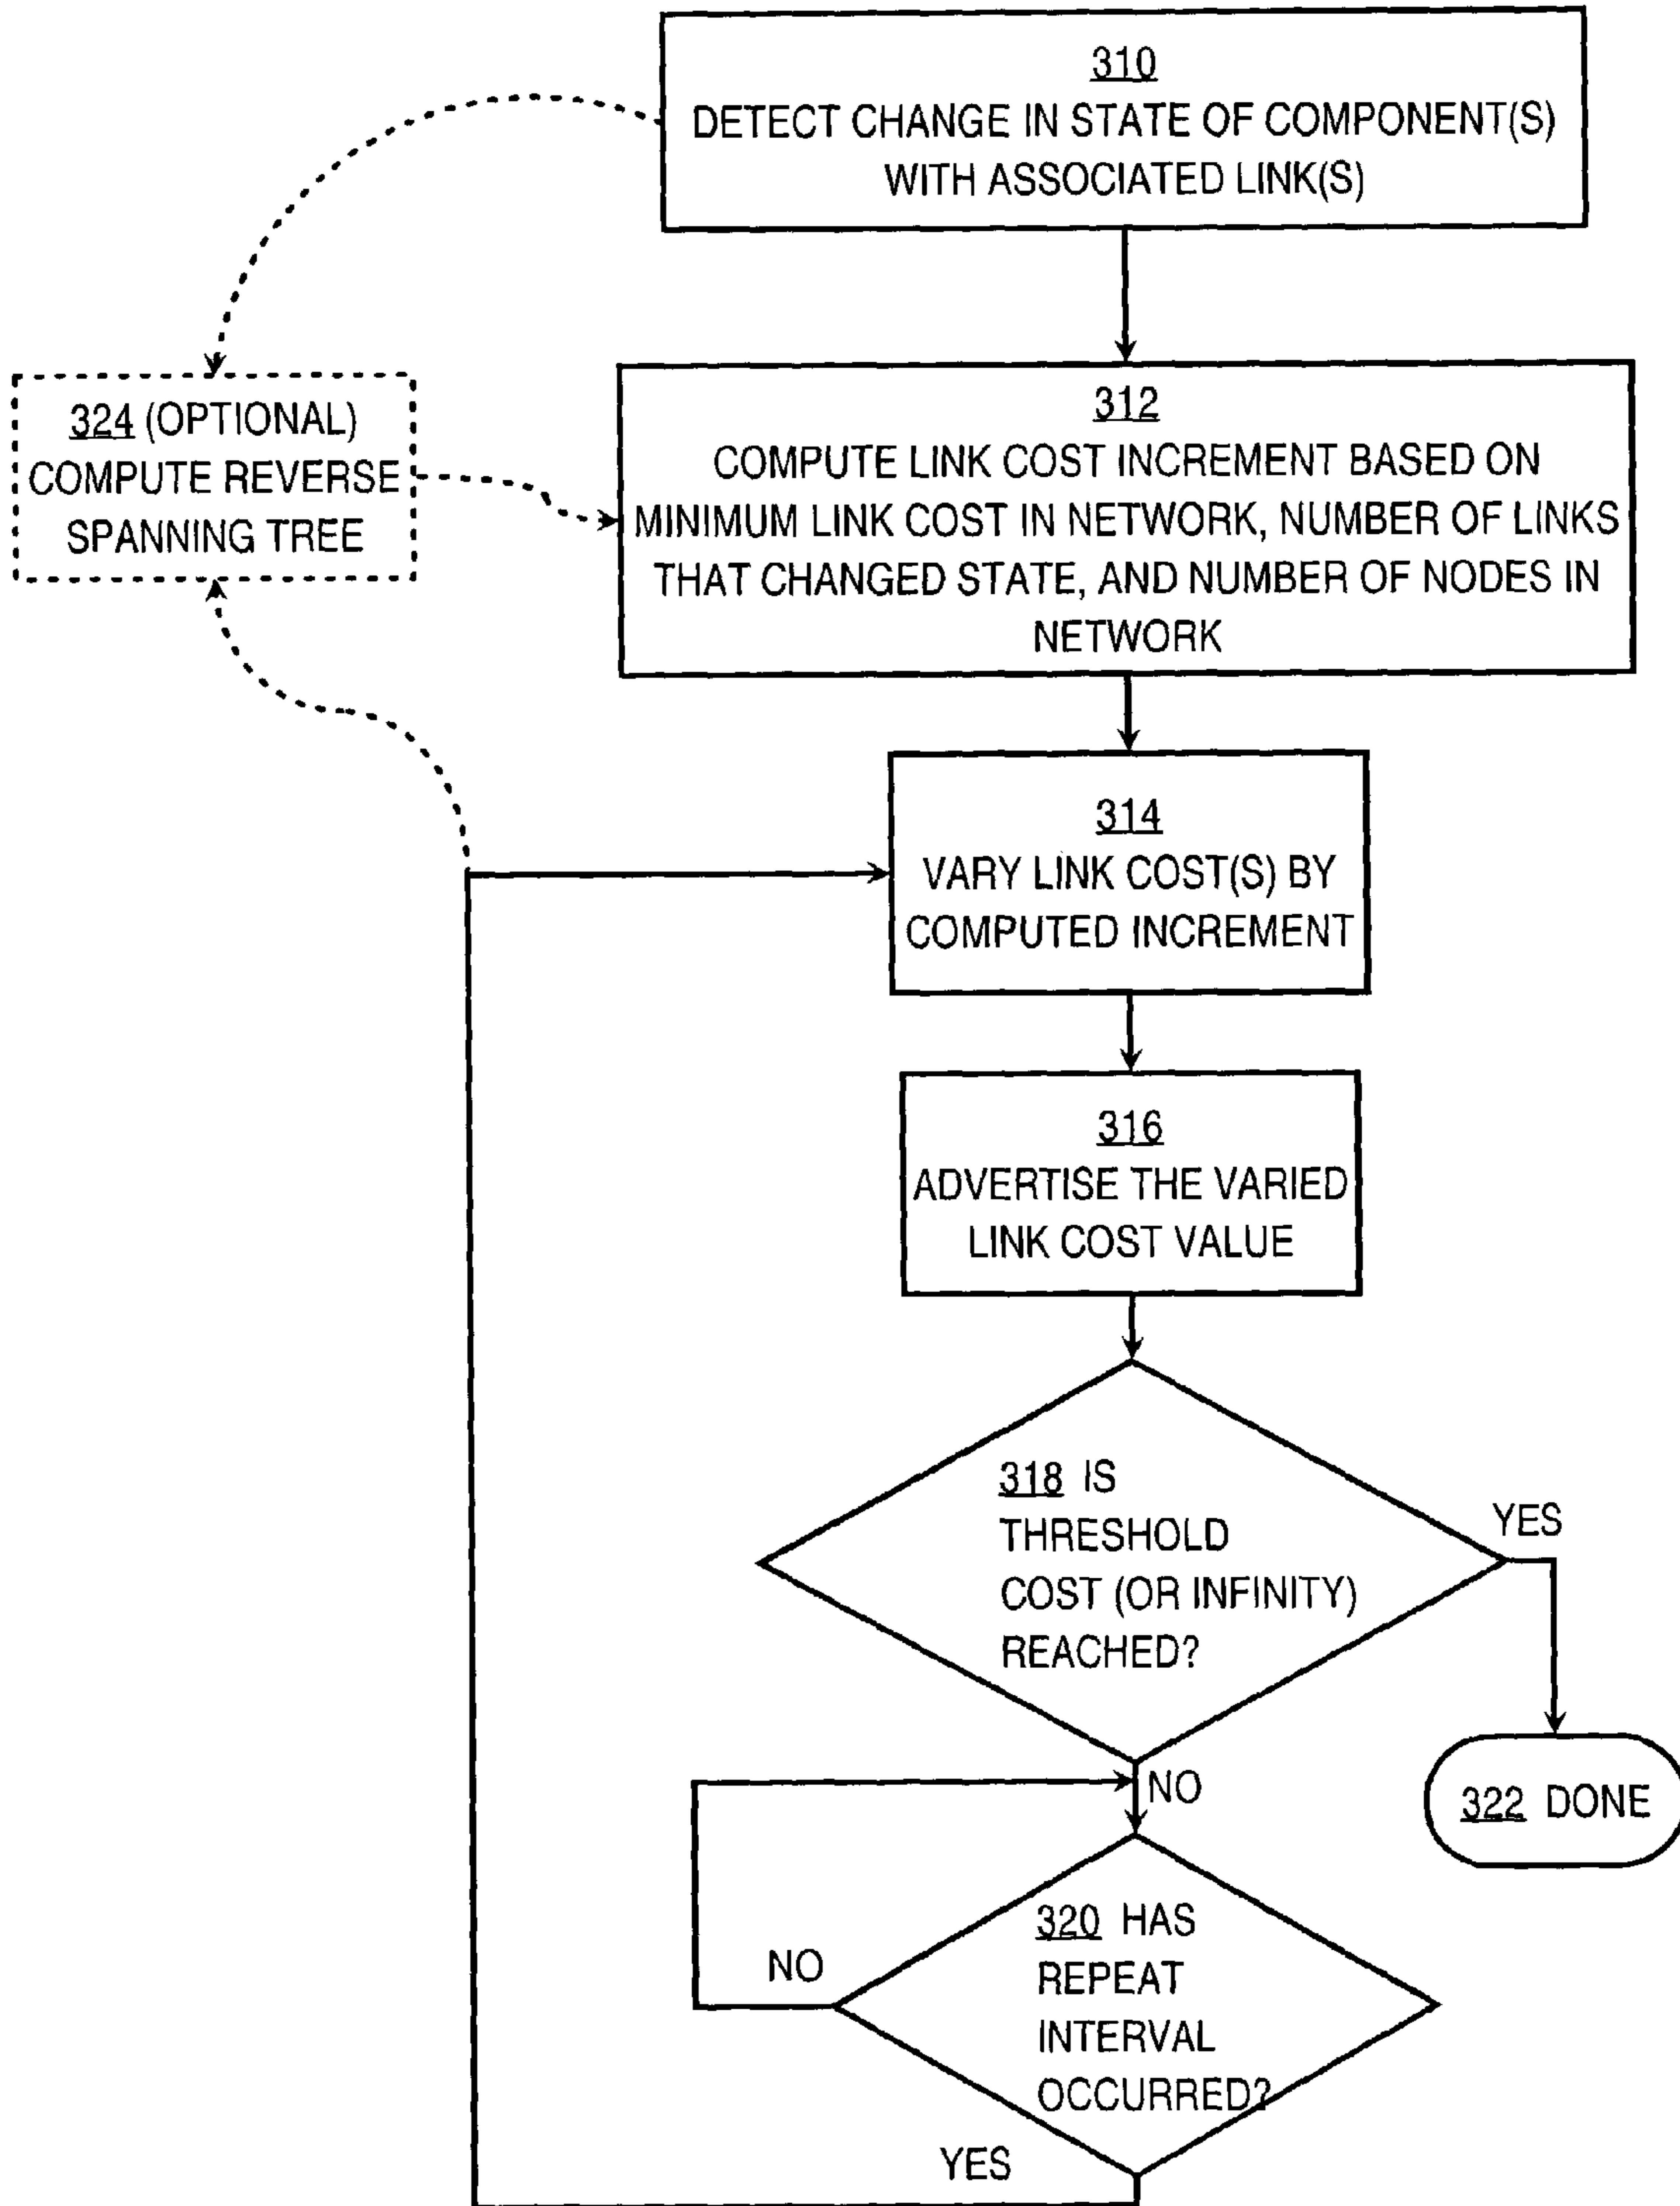 310
DETECT CHANGE IN STATE OF COMPONENT(S)
WITH ASSOCIATED LINK(S)
324 (OPTIONAL)
COMPUTE REVERSE
SPANNING TREE
312
COMPUTE LINK COST INCREMENT BASED ON
MINIMUM LINK COST IN NETWORK, NUMBER OF LINKS
THAT CHANGED STATE, AND NUMBER OF NODES IN
NETWORK
314
VARY LINK COST(S) BY
COMPUTED INCREMENT
316
ADVERTISE THE VARIED
LINK COST VALUE
318 IS
THRESHOLD
COST (OR INFINITY)
REACHED?
YES
NO
322 DONE
320 HAS
REPEAT
INTERVAL
OCCURRED?
NO
YES